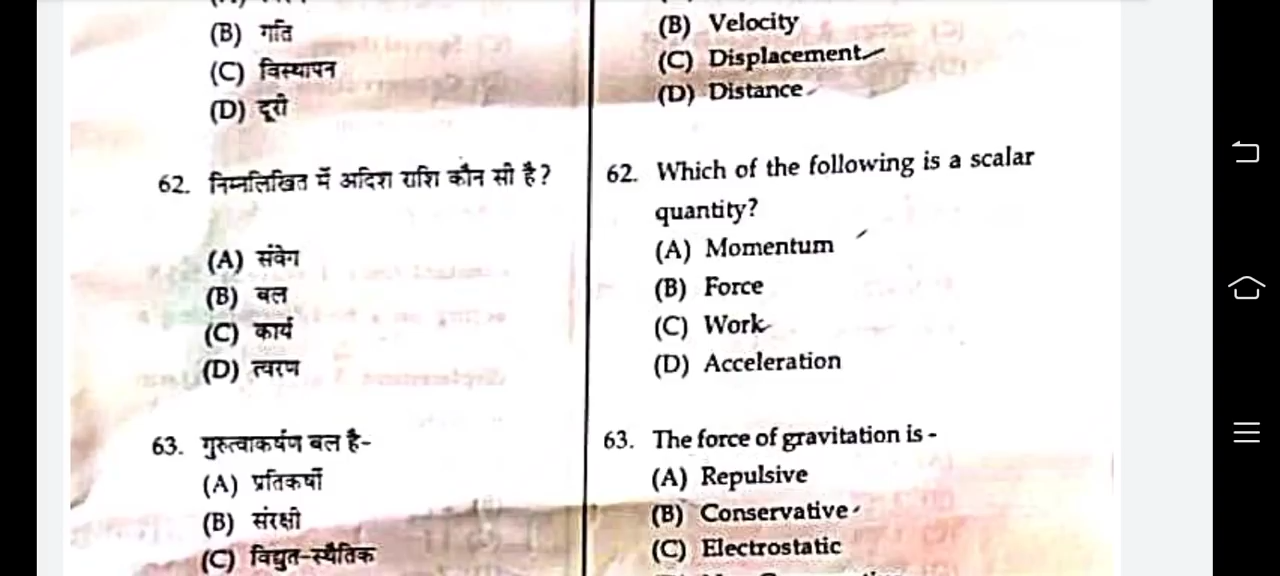 (B) गति
(C) विस्थापन
(D) दूरी
62. निम्नलिखित में अदिश राशि कौन सी है?
(A) संवेग
(B) बल
(C) कार्य
(D) त्वरण
63. गुरुत्वाकर्षण बल है-
(A) प्रतिकर्षी
(B) संरक्षी
(C) विद्युत-स्थैतिक
(B) Velocity
(C) Displacement
(D) Distance
62. Which of the following is a scalar
quantity?
(A) Momentum
(B) Force
(C) Work
(D) Acceleration
63. The force of gravitation is -
(A) Repulsive
(B) Conservative
(C) Electrostatic